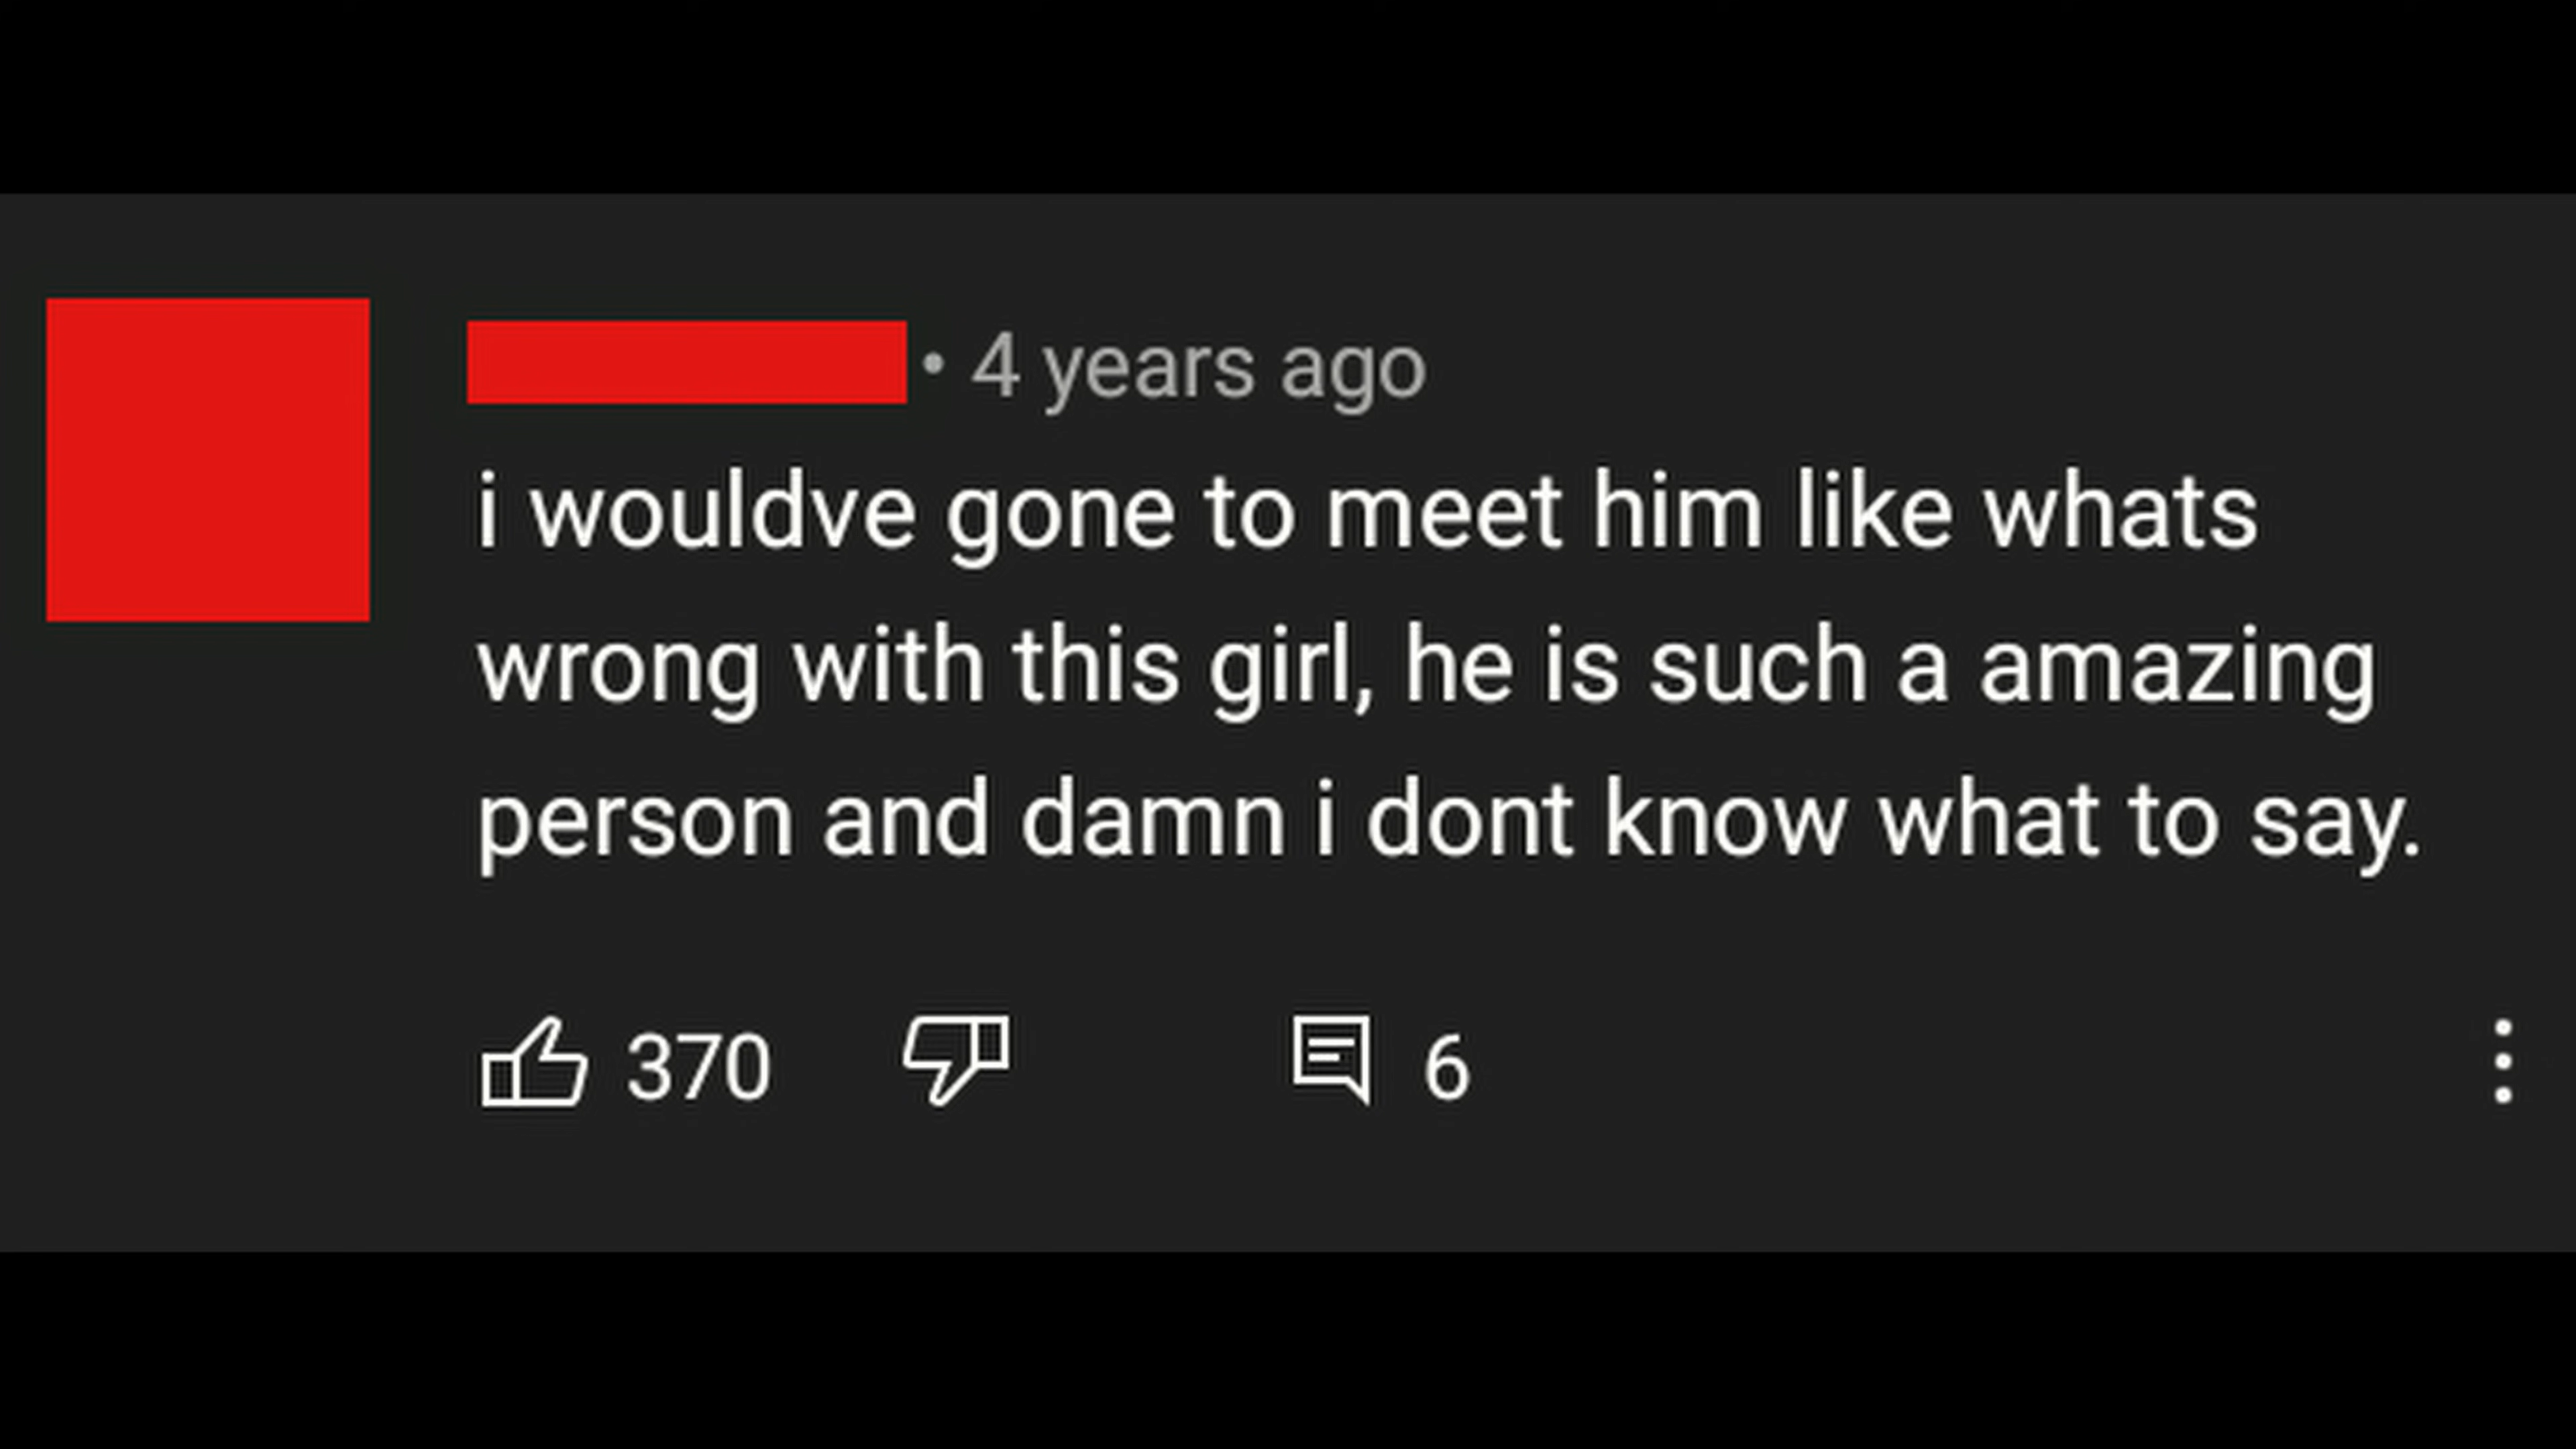 • 4 years ago
i wouldve gone to meet him like whats
wrong with this girl, he is such a amazing
person and damn i dont know what to say.
370 6